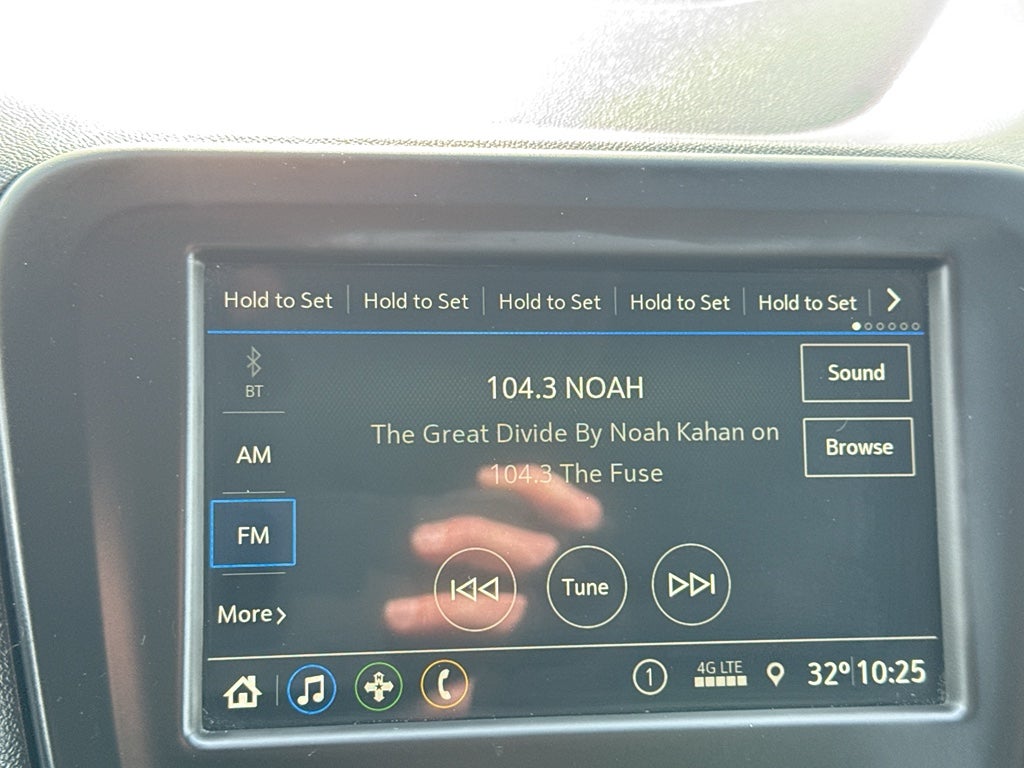 Hold to Set Hold to Set Hold to Set Hold to Set Hold to Set
BT
104.3 NOAH
Sound
The Great Divide By Noah Kahan on
104.3 The Fuse
Browse
AM
FM
Tune
More
1 4G LTE 32° 10:25